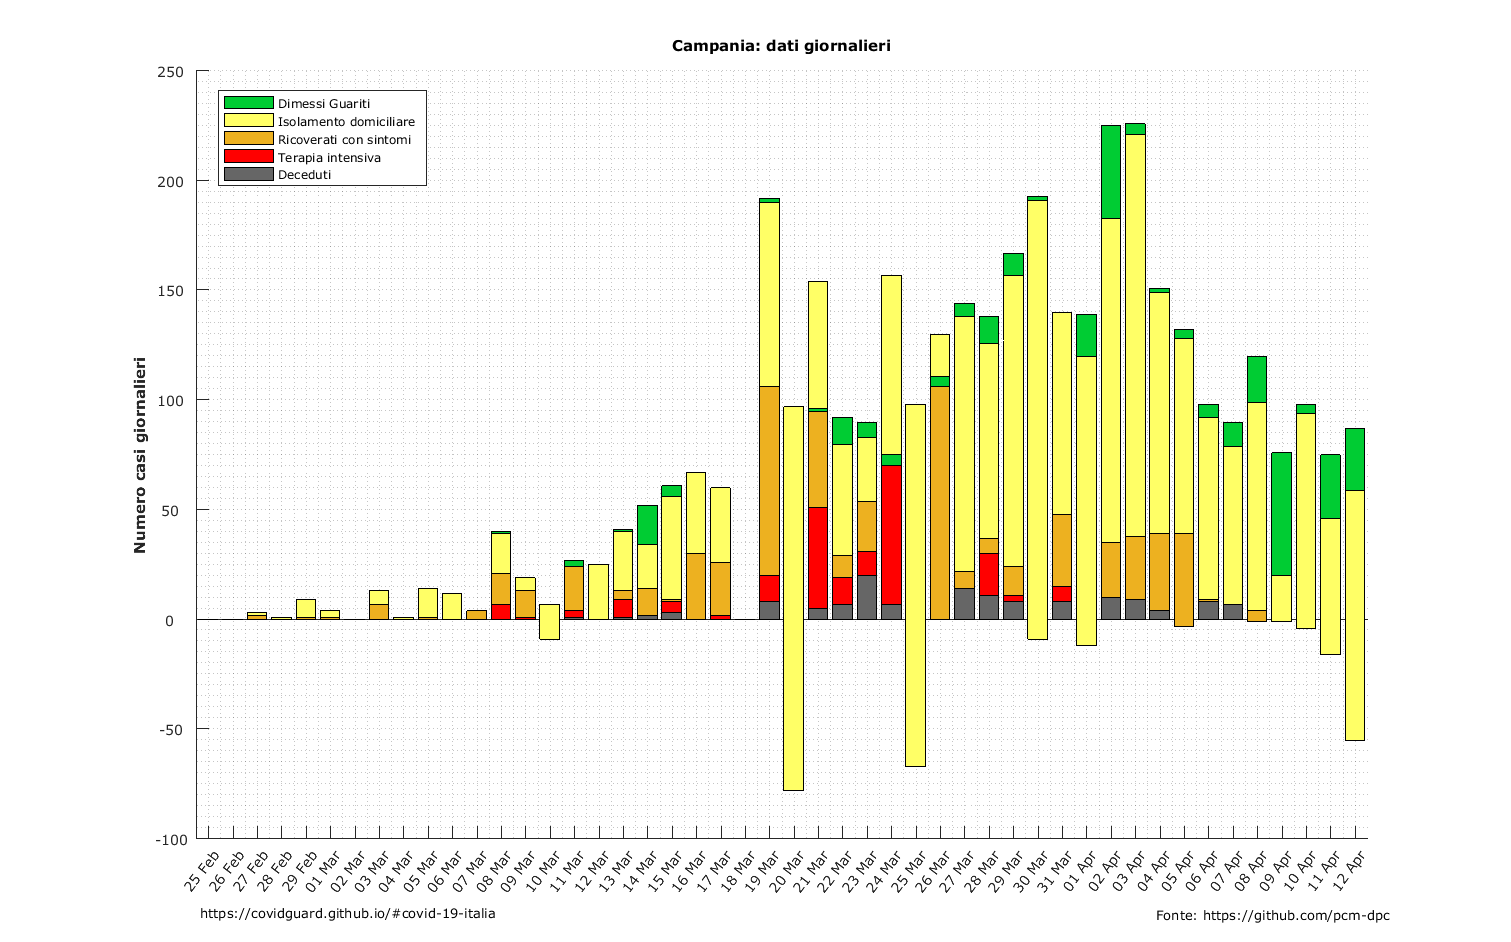 Campania: dati giornalieri
250
200
150
100
50
0
-50
-100
Numero casi giornalieri
Dimessi Guariti
Isolamento domiciliare
Ricoverati con sintomi
Terapia intensiva
Deceduti
25 Feb
26 Feb
27 Feb
28 Feb
29 Feb
01 Mar
02 Mar
03 Mar
04 Mar
05 Mar
06 Mar
07 Mar
08 Mar
09 Mar
10 Mar
11 Mar
12 Mar
13 Mar
14 Mar
15 Mar
16 Mar
17 Mar
18 Mar
19 Mar
20 Mar
21 Mar
22 Mar
23 Mar
24 Mar
25 Mar
26 Mar
27 Mar
28 Mar
29 Mar
30 Mar
31 Mar
01 Apr
02 Apr
03 Apr
04 Apr
05 Apr
06 Apr
07 Apr
08 Apr
09 Apr
10 Apr
11 Apr
12 Apr
https://covidguard.github.io/#covid-19-italia
Fonte: https://github.com/pcm-dpc